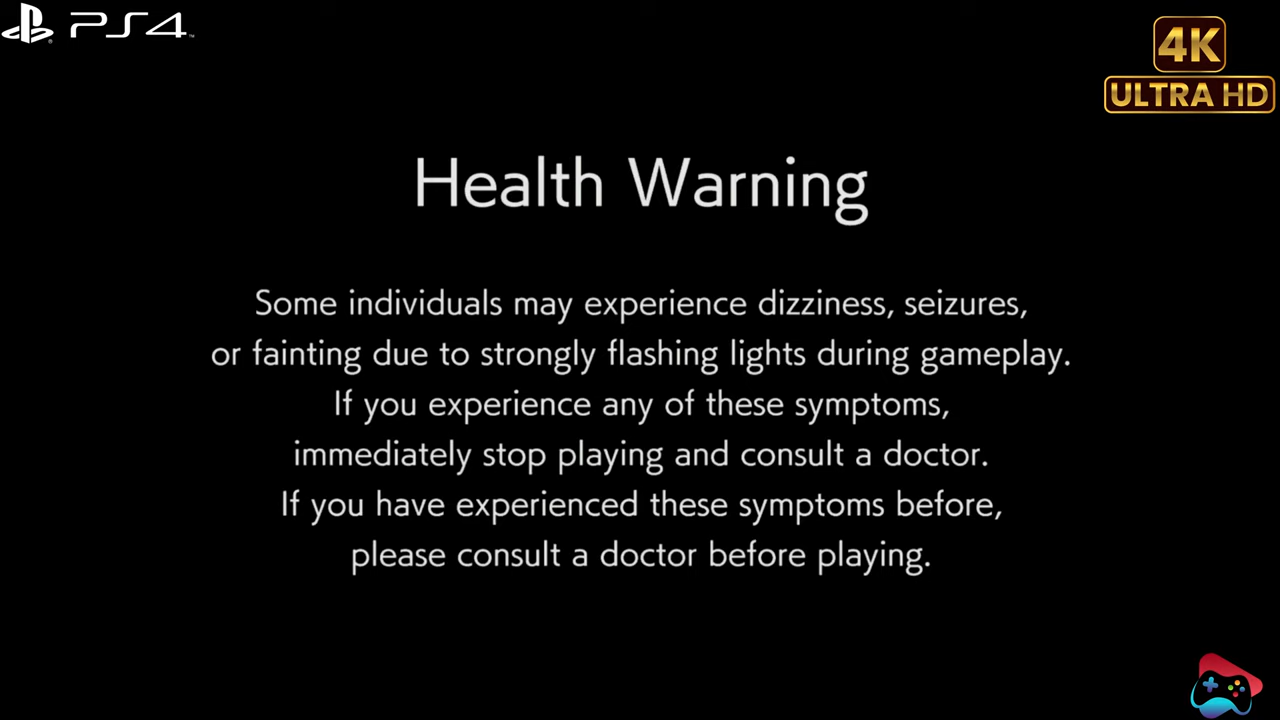 PS4
4K
ULTRA HD
Health Warning
Some individuals may experience dizziness, seizures,
or fainting due to strongly flashing lights during gameplay.
If you experience any of these symptoms,
immediately stop playing and consult a doctor.
If you have experienced these symptoms before,
please consult a doctor before playing.